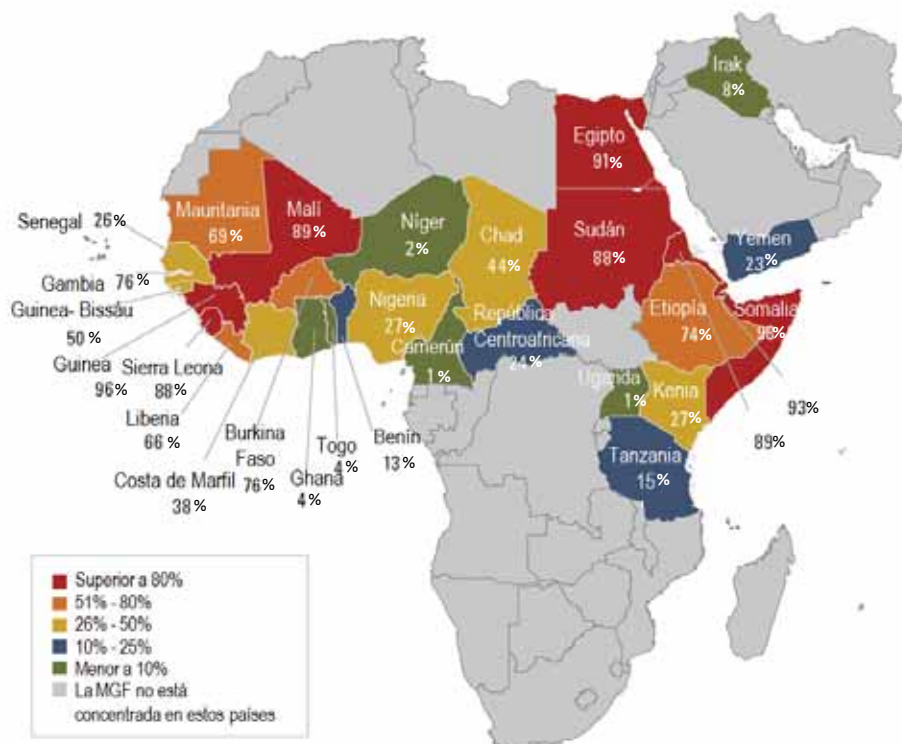 Irak
8%
Egipto
91%
Mauritania
69%
Malí
89%
Níger
2%
Chad
44%
Sudán
88%
Yemen
23%
Senegal 26%
Gambia 76%
Guinea- Bissáu
50 %
Guinea
96%
Sierra Leona
88%
Liberia
66 %
Costa de Marfil
38%
Burkina
Faso
76%
Ghana
4%
Togo
4%
Benín
13%
Nigeria
27%
Camerún
1 %
República
Centroafricana
24%
Etiopía
74%
Somalia
98%
Uganda
1%
Kenia
27%
93%
89%
Tanzania
15%
Superior a 80%
51% - 80%
26% - 50%
10% - 25%
Menor a 10%
La MGF no está
concentrada en estos países